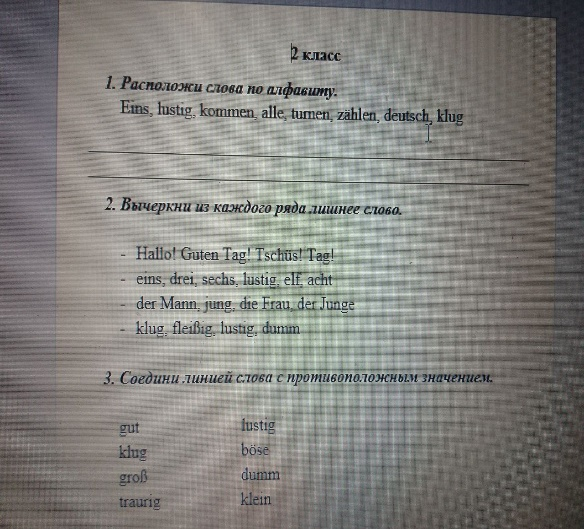 2 класс
1. Расположи слова по алфавиту.
Eins, lustig, kommen, alle, turnen, zählen, deutsch, klug
2. Вычеркни из каждого ряда лишнее слово.
- Hallo! Guten Tag! Tschüs! Tag!
- eins, drei, sechs, lustig, elf, acht
- der Mann, jung, die Frau, der Junge
- klug, fleißig, lustig, dumm
3. Соедини линией слова с противоположным значением.
gut lustig
klug böse
groß dumm
traurig klein